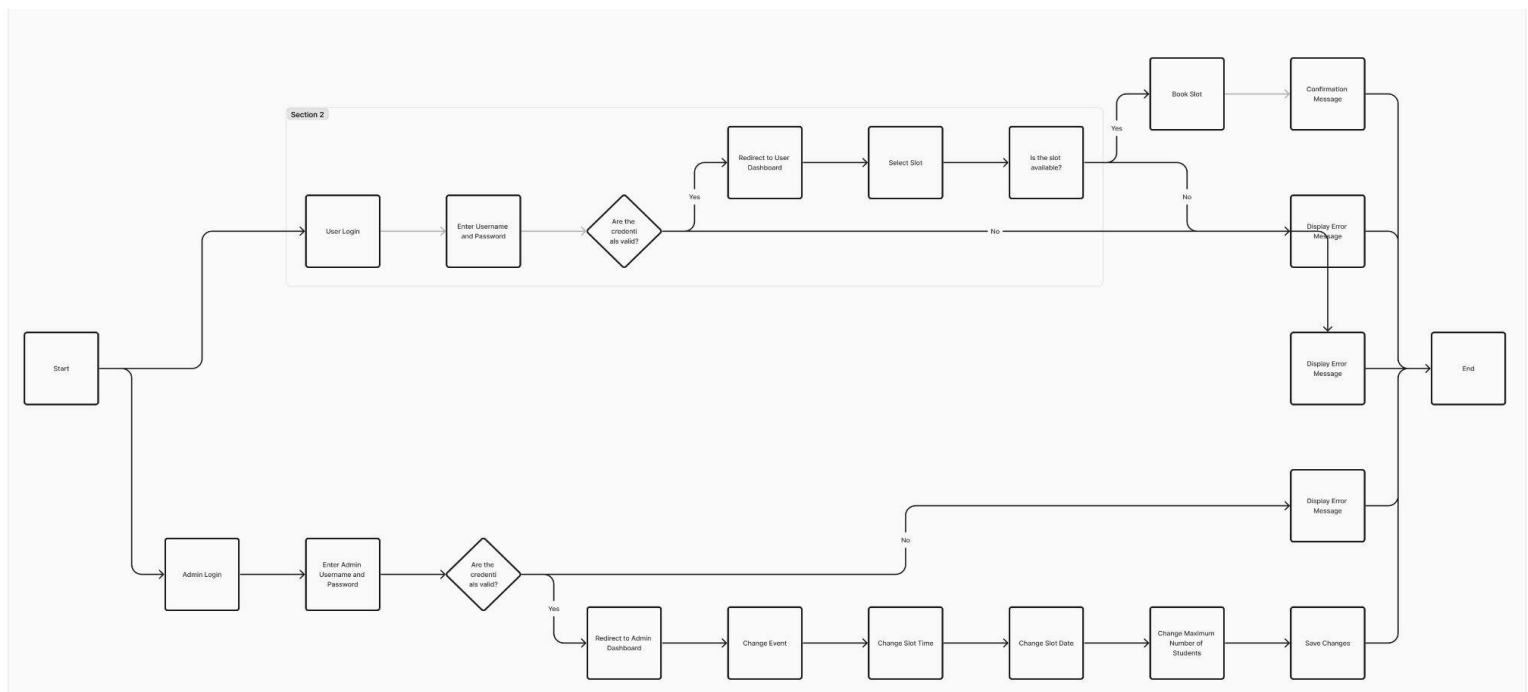 Book Slot
Confirmation
Message
Section 2
Yes
Redirect to User
Dashboard
Select Slot
Is the slot
available?
Yes
No
User Login
Enter Username
and Password
Are the
credenti
als valid?
No
Display Error
Message
Start
Display Error
Message
End
Display Error
Message
No
Admin Login
Enter Admin
Username and
Password
Are the
credenti
als valid?
Yes
Redirect to Admin
Dashboard
Change Event
Change Slot Time
Change Slot Date
Change Maximum
Number of
Students
Save Changes